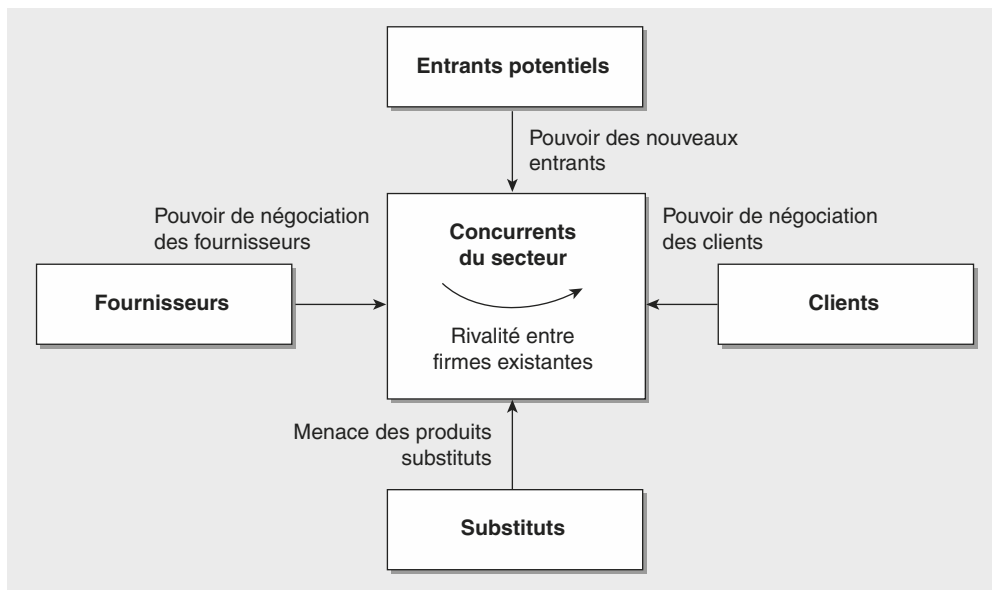 Entrants potentiels
Pouvoir des nouveaux
entrants
Pouvoir de négociation
des fournisseurs
Concurrents
du secteur
Pouvoir de négociation
des clients
Fournisseurs
Clients
Rivalité entre
firmes existantes
Menace des produits
substituts
Substituts